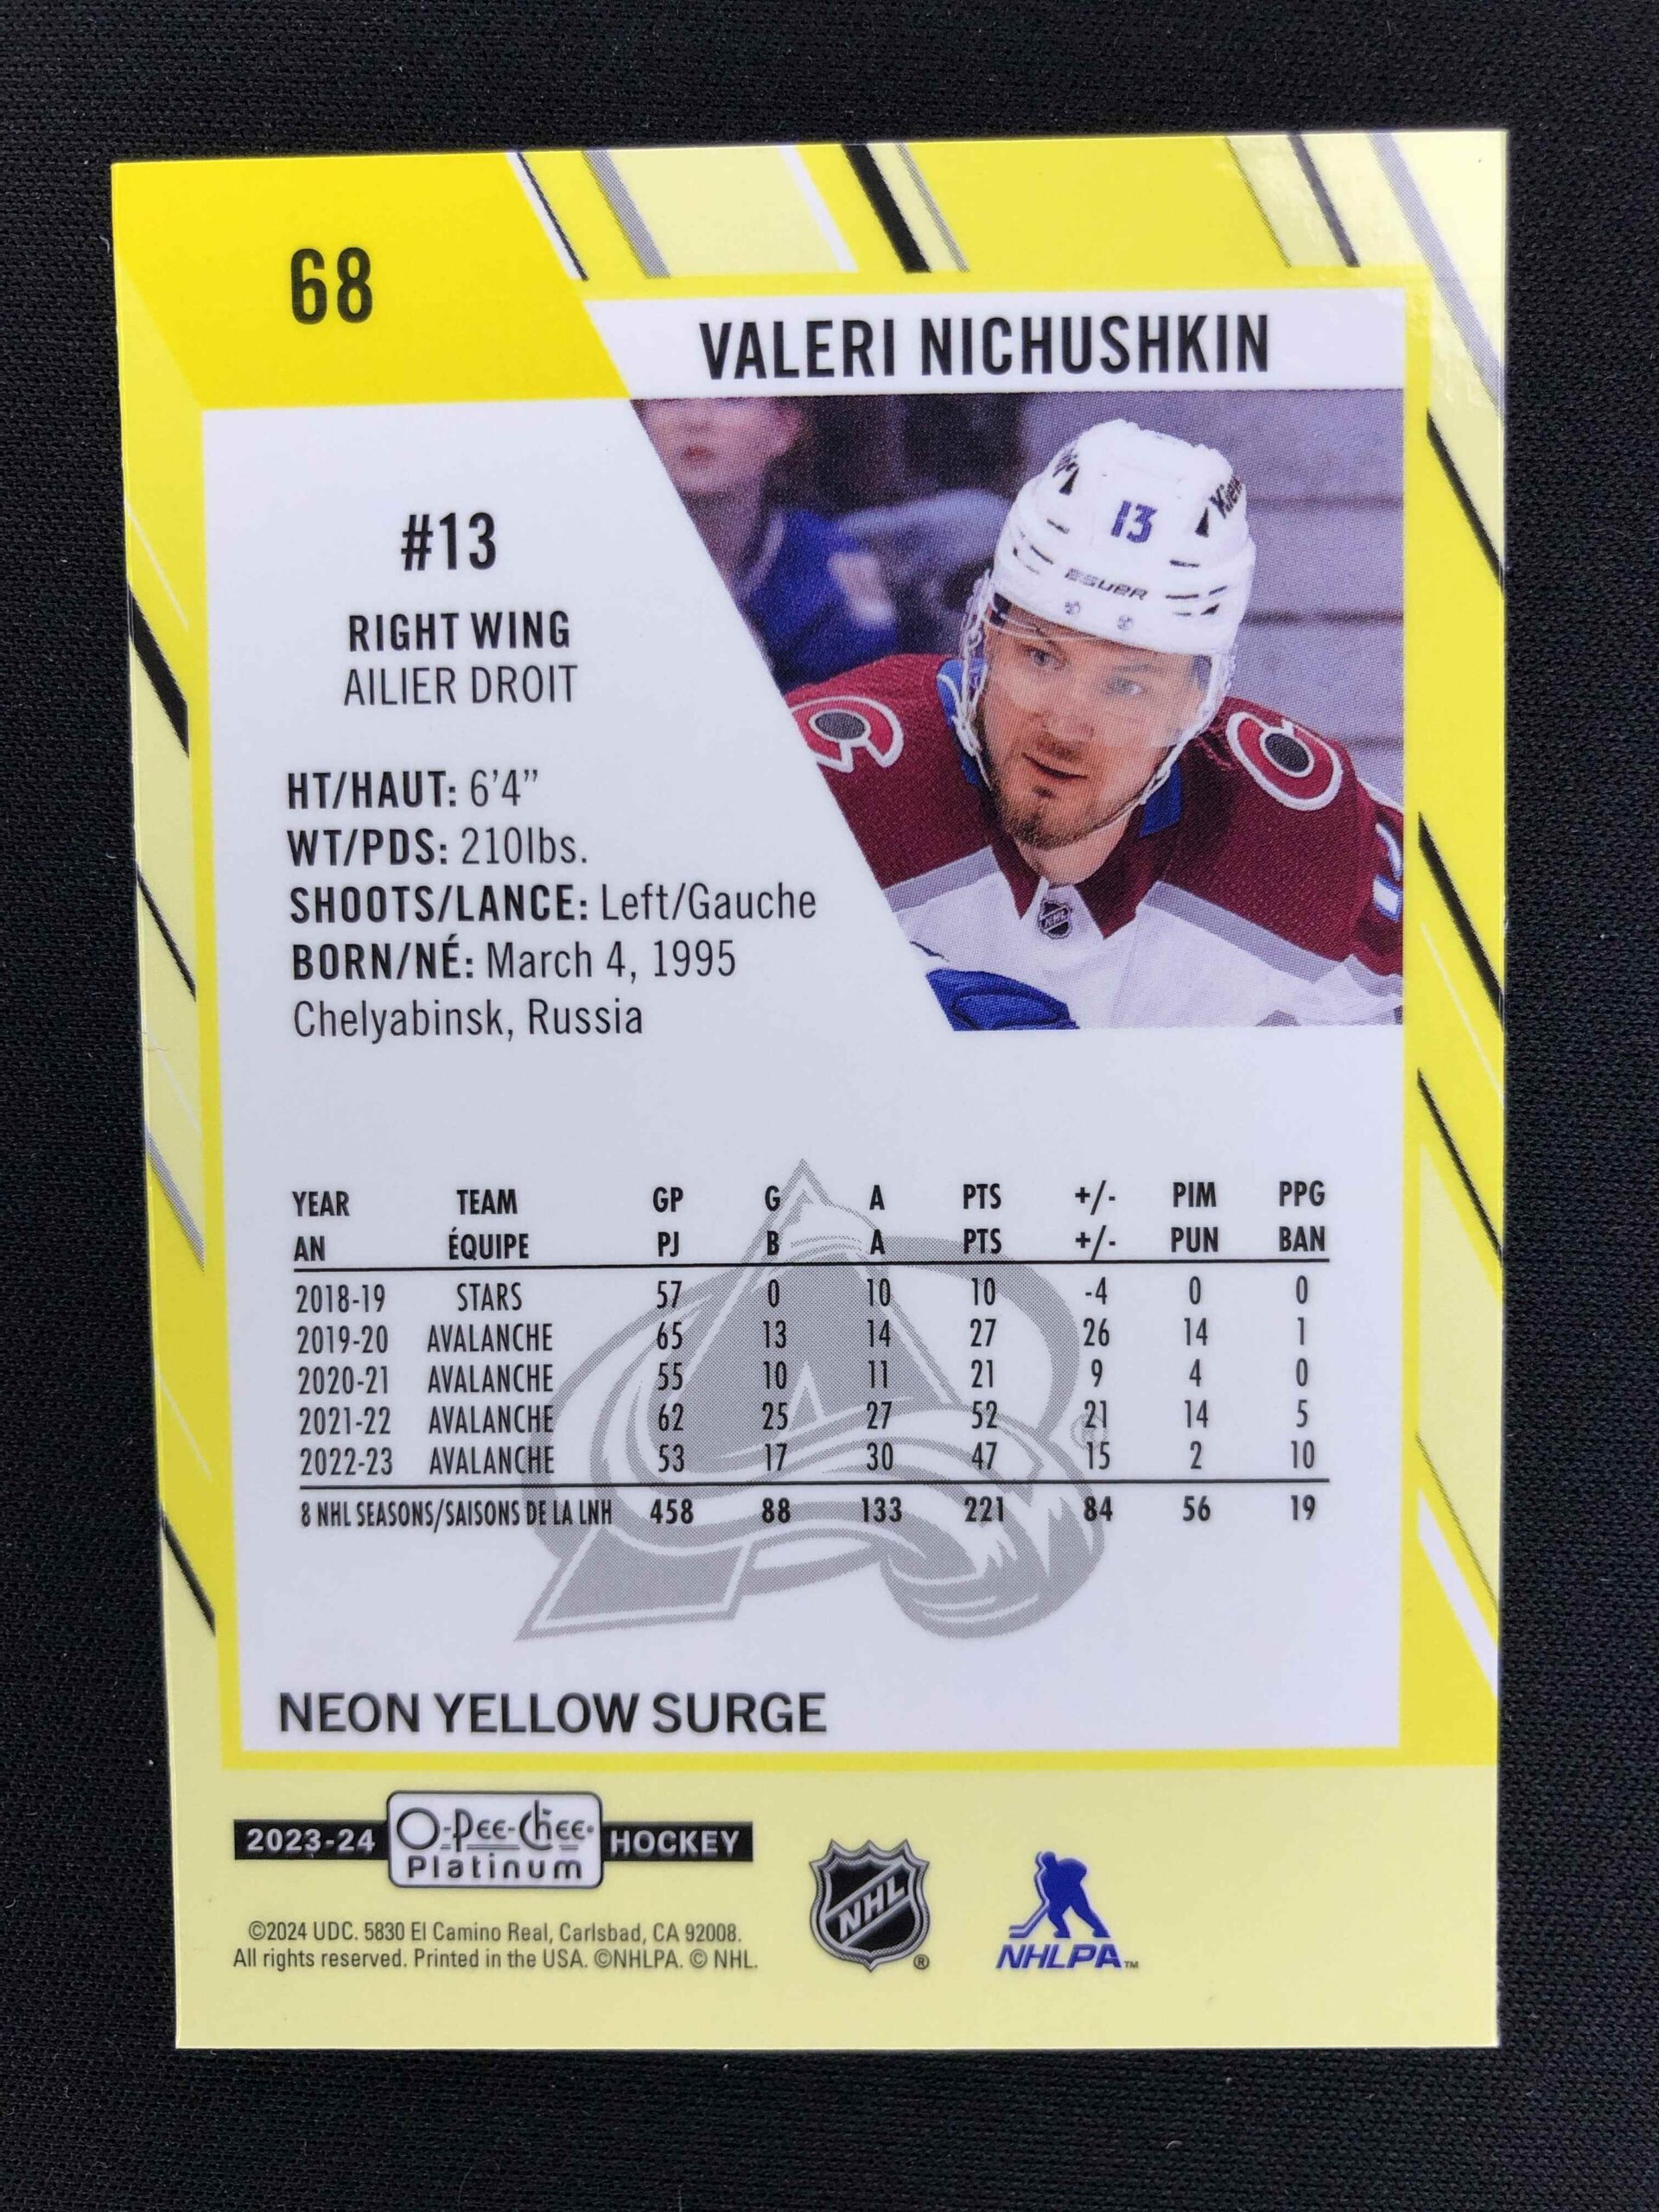 68
VALERI NICHUSHKIN
13
ESUER
#13
RIGHT WING
AILIER DROIT
HT/HAUT: 6'4"
WT/PDS: 210lbs.
SHOOTS/LANCE: Left/Gauche
BORN/NÉ: March 4, 1995
Chelyabinsk, Russia
NHL
YEAR TEAM GP G A PTS +/- PIM PPG
AN ÉQUIPE PJ B A PTS +/- PUN BAN
2018-19 STARS 57 0 10 10 -4 0 0
2019-20 AVALANCHE 65 13 14 27 26 14 1
2020-21 AVALANCHE 55 10 11 21 9 4 0
2021-22 AVALANCHE 62 25 27 52 21 14 5
2022-23 AVALANCHE 53 17 30 47 15 2 10
8 NHL SEASONS/SAISONS DE LA LNH 458 88 133 221 84 56 19
®
NEON YELLOW SURGE
2023-24 O-Pee-Chee® Platinum HOCKEY
©2024 UDC. 5830 El Camino Real, Carlsbad, CA 92008.
All rights reserved. Printed in the USA. ©NHLPA. © NHL.
NHL ®
NHLPA™